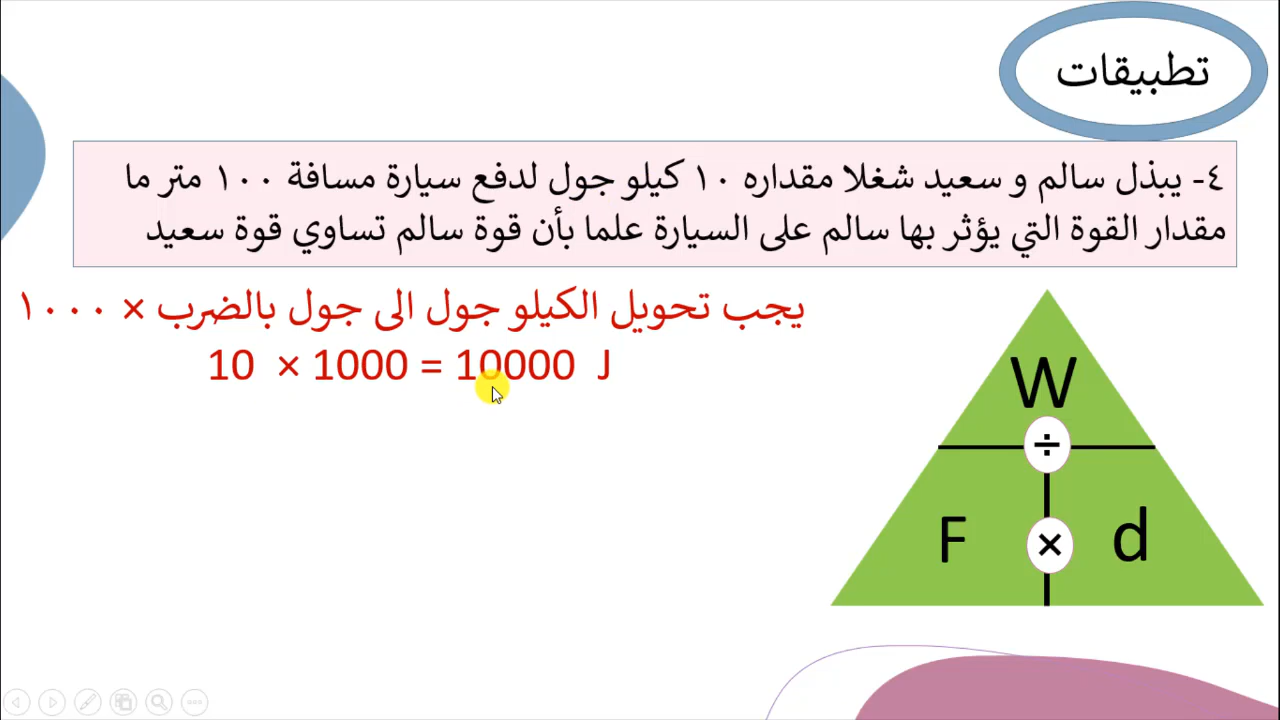 تطبيقات
٤- يبذل سالم و سعيد شغلا مقداره ١٠ كيلو جول لدفع سيارة مسافة ١٠٠ متر ما
مقدار القوة التي يؤثر بها سالم على السيارة علما بأن قوة سالم تساوي قوة سعيد
يجب تحويل الكيلو جول الى جول بالضرب × ١٠٠٠
10 × 1000 = 10000 J
W
÷
F × d